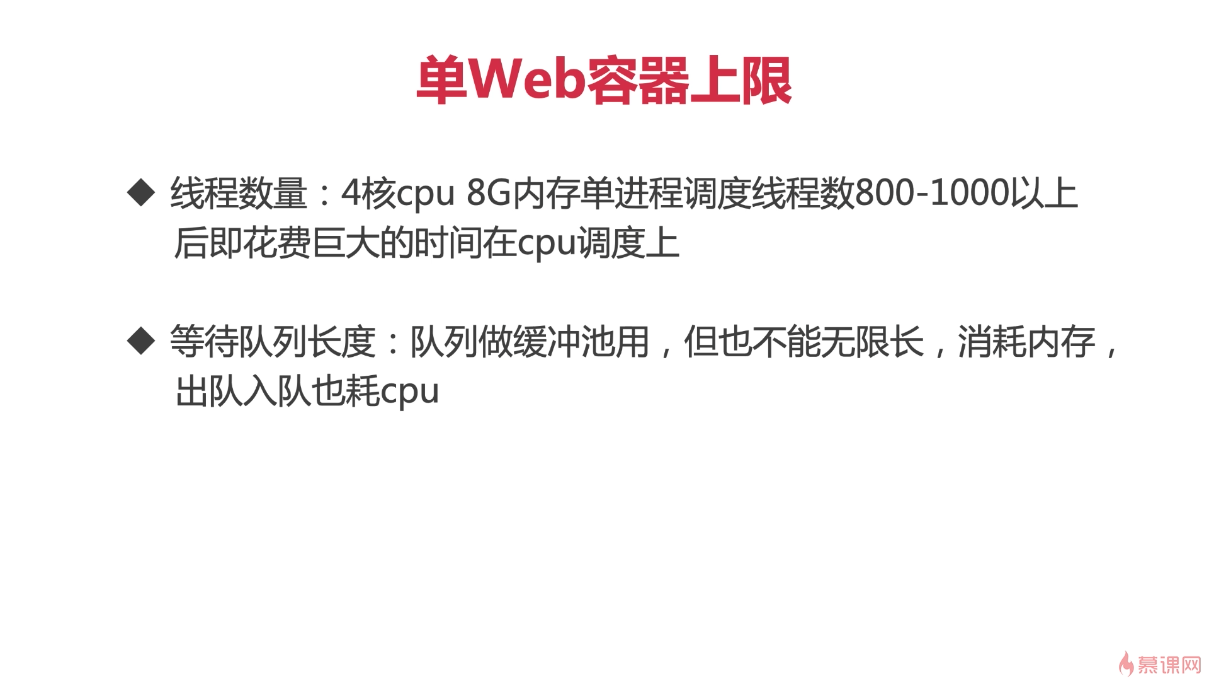 单Web容器上限
◆ 线程数量：4核cpu 8G内存单进程调度线程数800-1000以上
后即花费巨大的时间在cpu调度上
◆ 等待队列长度：队列做缓冲池用，但也不能无限长，消耗内存，
出队入队也耗cpu
慕课网